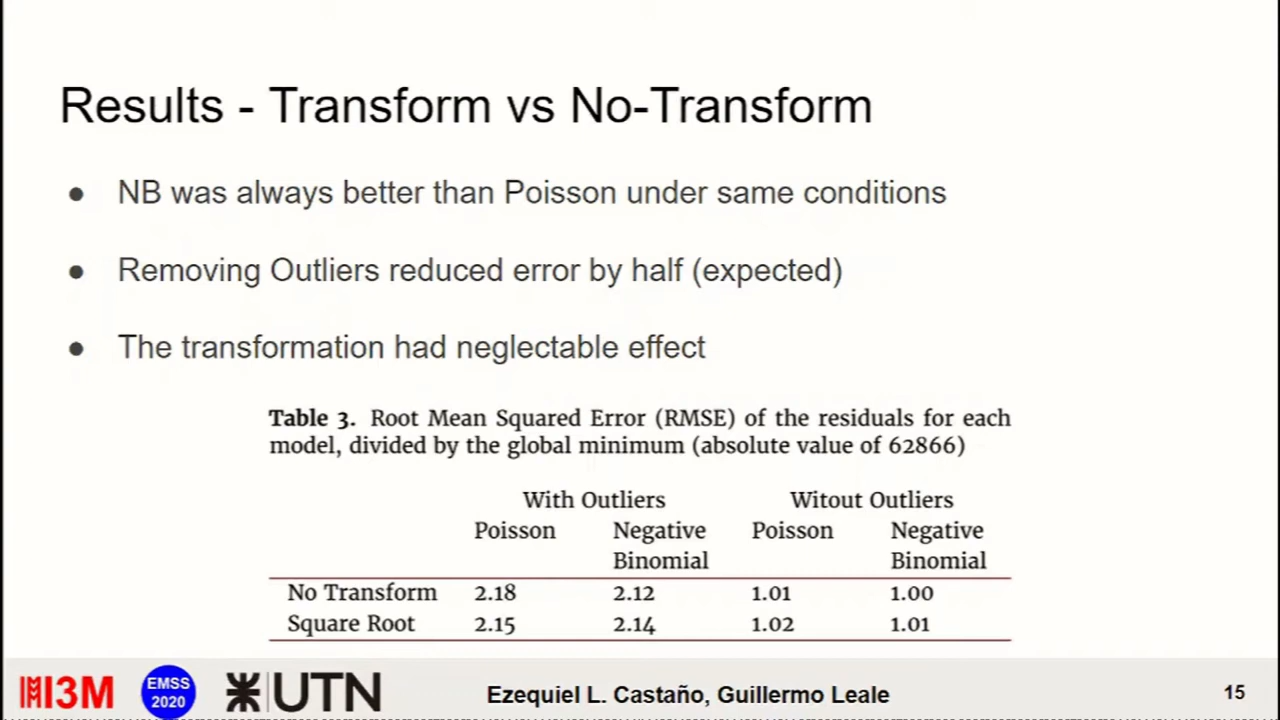 Results - Transform vs No-Transform
● NB was always better than Poisson under same conditions
● Removing Outliers reduced error by half (expected)
● The transformation had neglectable effect
Table 3. Root Mean Squared Error (RMSE) of the residuals for each
model, divided by the global minimum (absolute value of 62866)
With Outliers Witout Outliers
Poisson Negative Poisson Negative
Binomial Binomial
No Transform 2.18 2.12 1.01 1.00
Square Root 2.15 2.14 1.02 1.01
I3M EMSS UTN Ezequiel L. Castaño, Guillermo Leale 15
2020